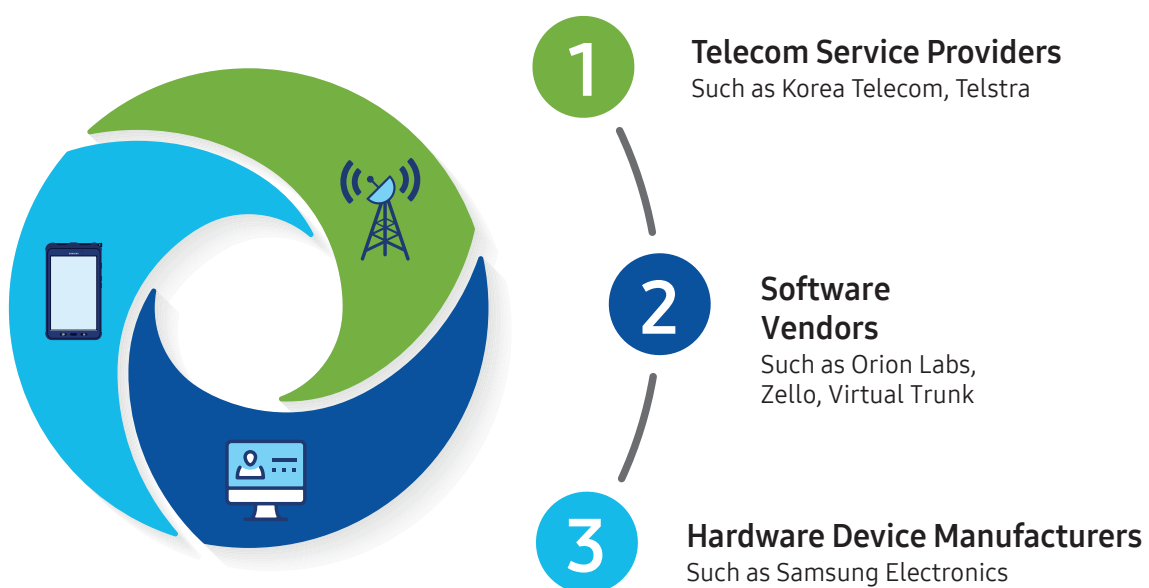 1
Telecom Service Providers
Such as Korea Telecom, Telstra
2
Software
Vendors
Such as Orion Labs,
Zello, Virtual Trunk
3
Hardware Device Manufacturers
Such as Samsung Electronics